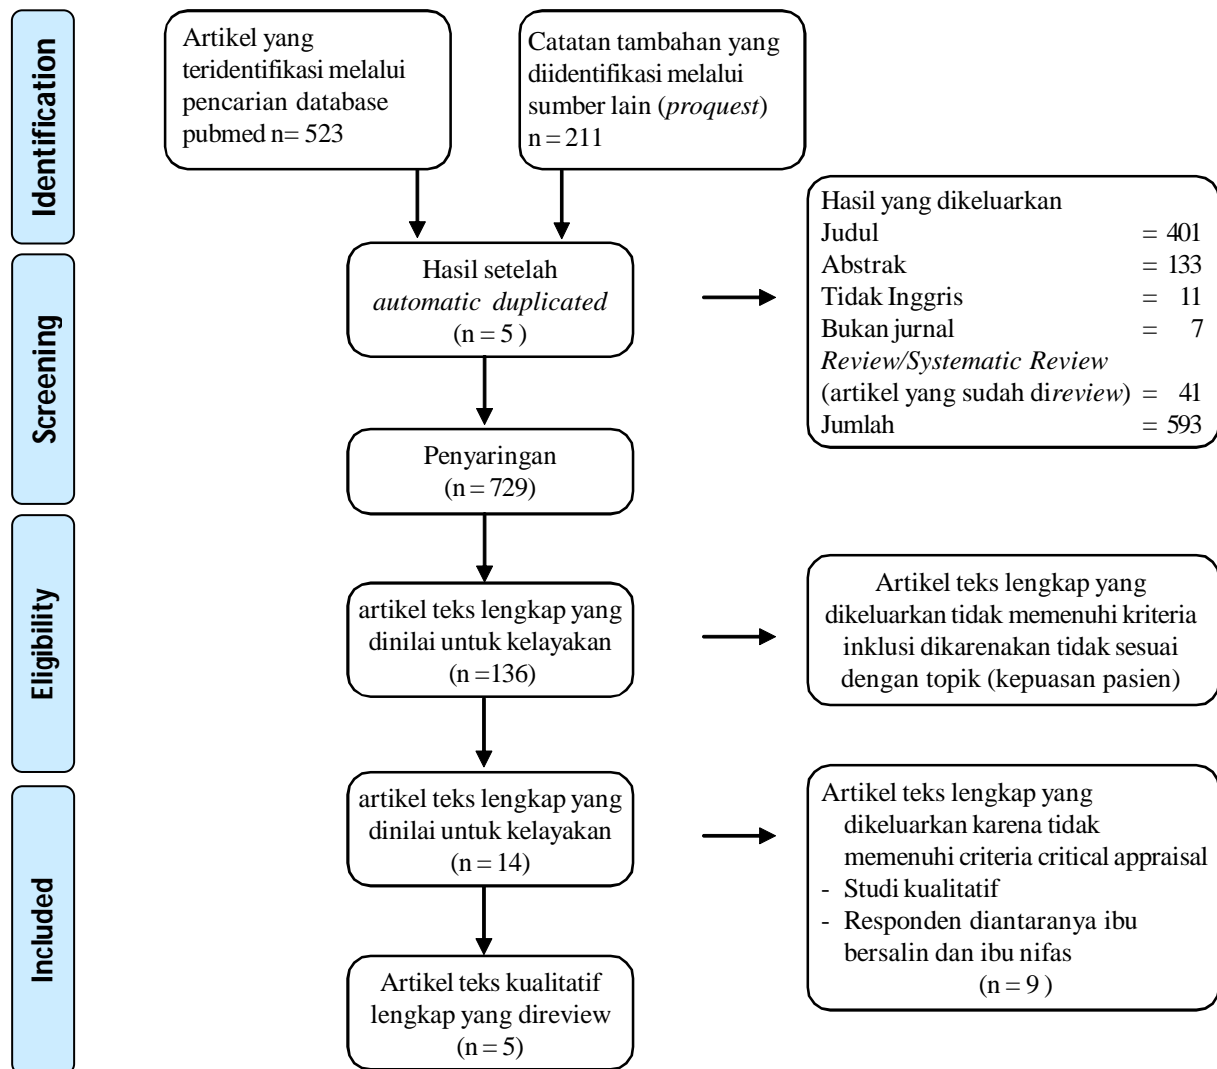 Identification
Artikel yang
teridentifikasi melalui
pencarian database
pubmed n= 523
Catatan tambahan yang
diidentifikasi melalui
sumber lain (proquest)
n = 211
Hasil yang dikeluarkan
Judul = 401
Abstrak = 133
Tidak Inggris = 11
Bukan jurnal = 7
Review/Systematic Review
(artikel yang sudah direview) = 41
Jumlah = 593
Screening
Hasil setelah
automatic duplicated
(n = 5 )
Penyaringan
(n = 729)
Eligibility
artikel teks lengkap yang
dinilai untuk kelayakan
(n =136)
Artikel teks lengkap yang
dikeluarkan tidak memenuhi kriteria
inklusi dikarenakan tidak sesuai
dengan topik (kepuasan pasien)
Included
artikel teks lengkap yang
dinilai untuk kelayakan
(n = 14)
Artikel teks lengkap yang
dikeluarkan karena tidak
memenuhi criteria critical appraisal
- Studi kualitatif
- Responden diantaranya ibu
bersalin dan ibu nifas
(n = 9 )
Artikel teks kualitatif
lengkap yang direview
(n = 5)